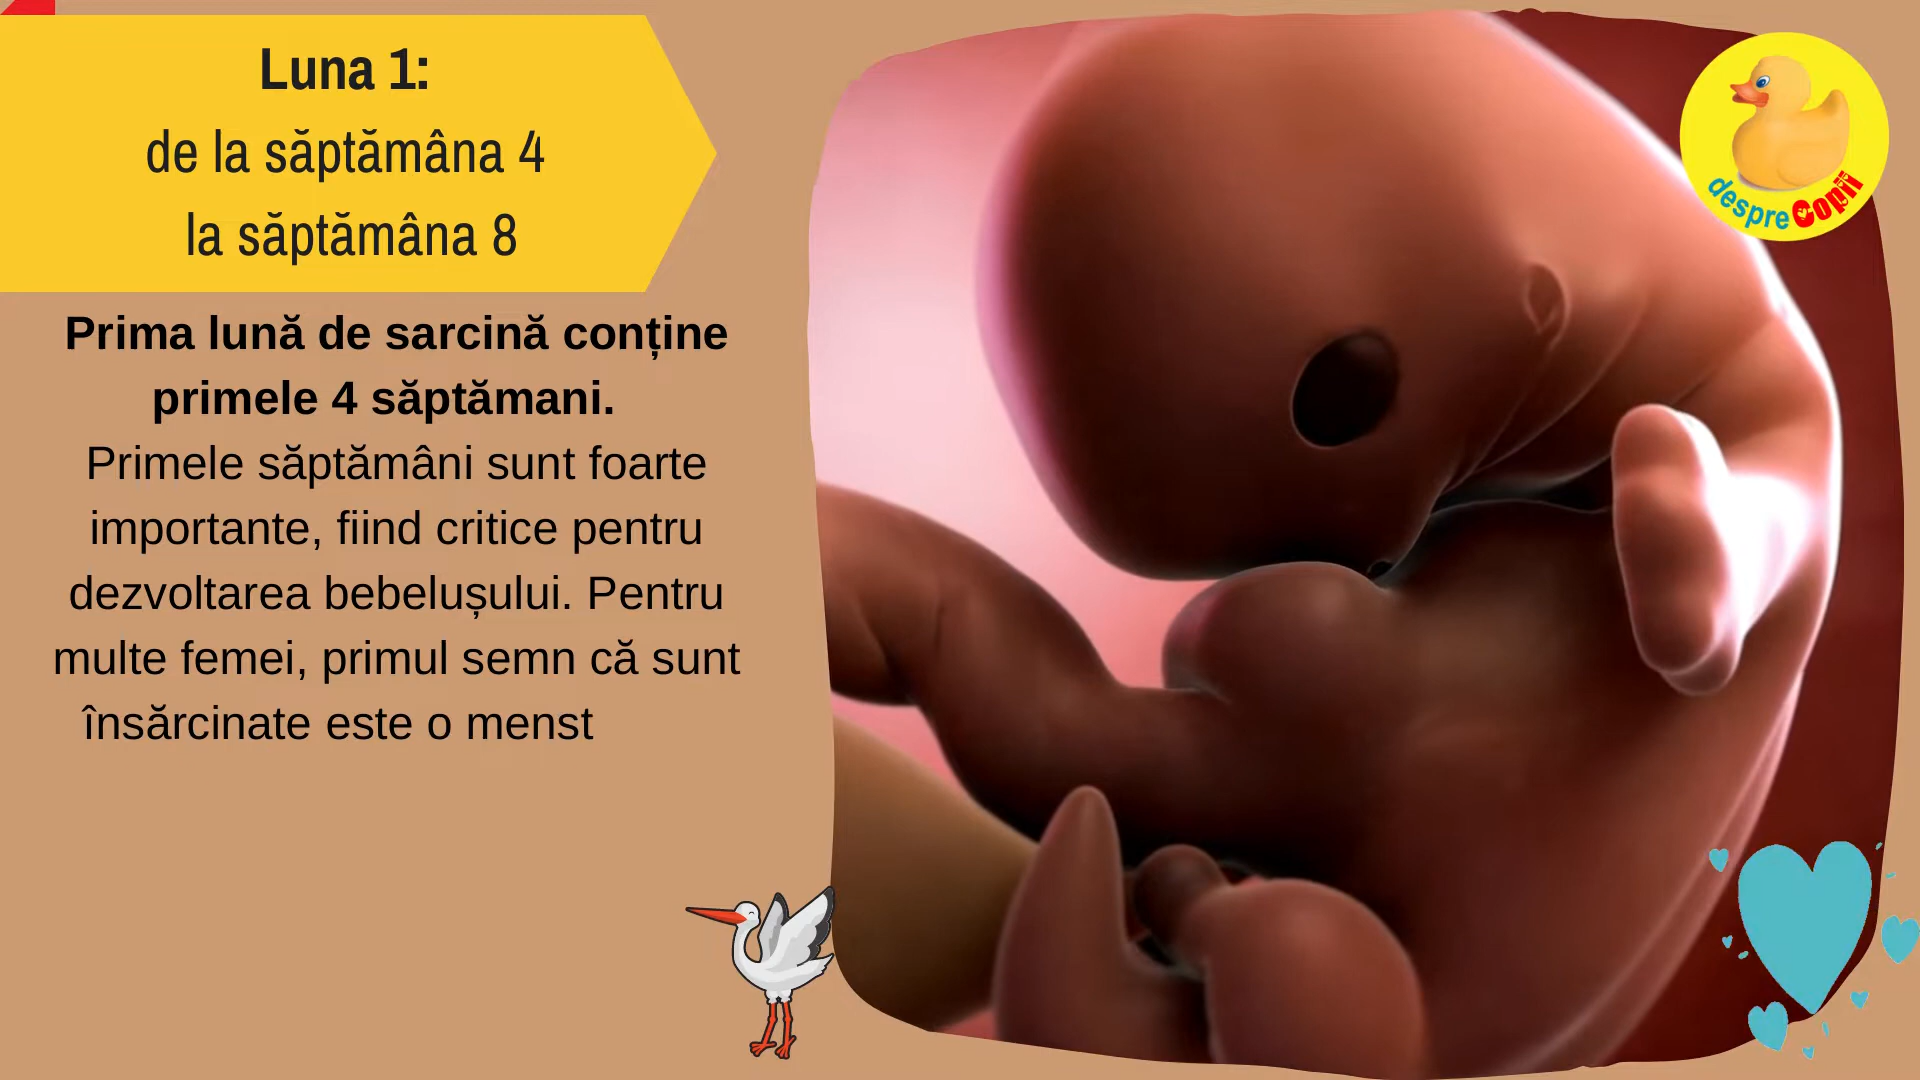 Luna 1:
de la săptămâna 4
la săptămâna 8
Prima lună de sarcină conține
primele 4 săptămani.
Primele săptămâni sunt foarte
importante, fiind critice pentru
dezvoltarea bebelușului. Pentru
multe femei, primul semn că sunt
însărcinate este o menst
despre Copii